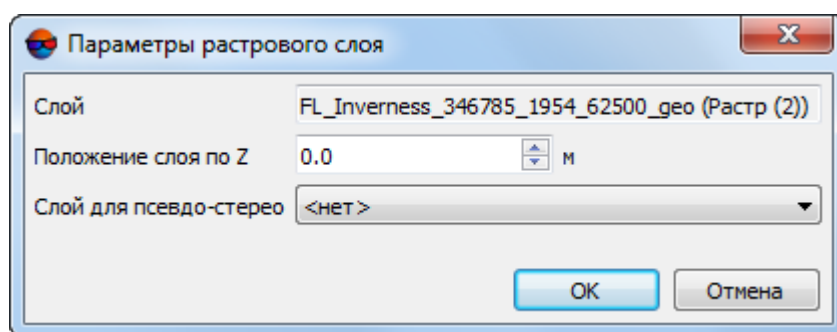 Параметры растрового слоя
Слой FL_Inverness_346785_1954_62500_geo (Растр (2))
Положение слоя по Z 0.0 м
Слой для псевдо-стерео <нет>
OK Отмена